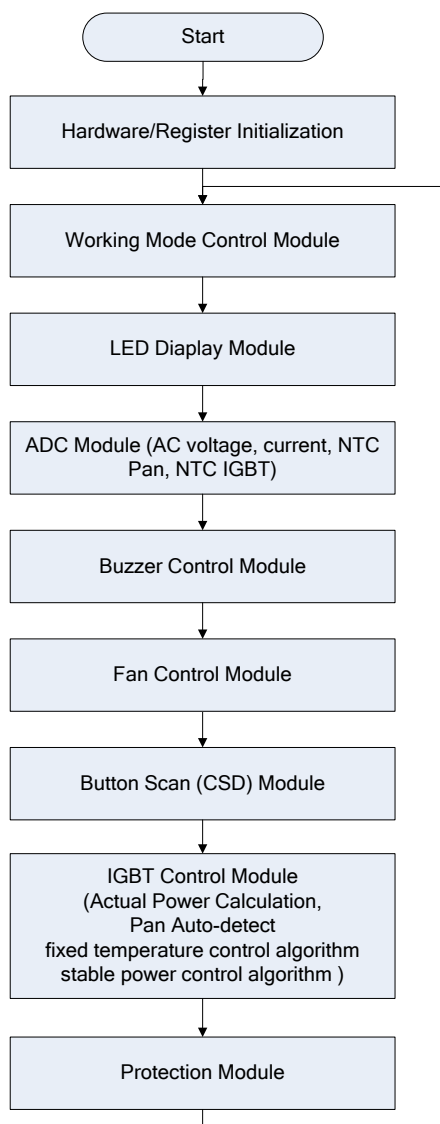 Start
Hardware/Register Initialization
Working Mode Control Module
LED Diaplay Module
ADC Module (AC voltage, current, NTC
Pan, NTC IGBT)
Buzzer Control Module
Fan Control Module
Button Scan (CSD) Module
IGBT Control Module
(Actual Power Calculation,
Pan Auto-detect
fixed temperature control algorithm
stable power control algorithm )
Protection Module